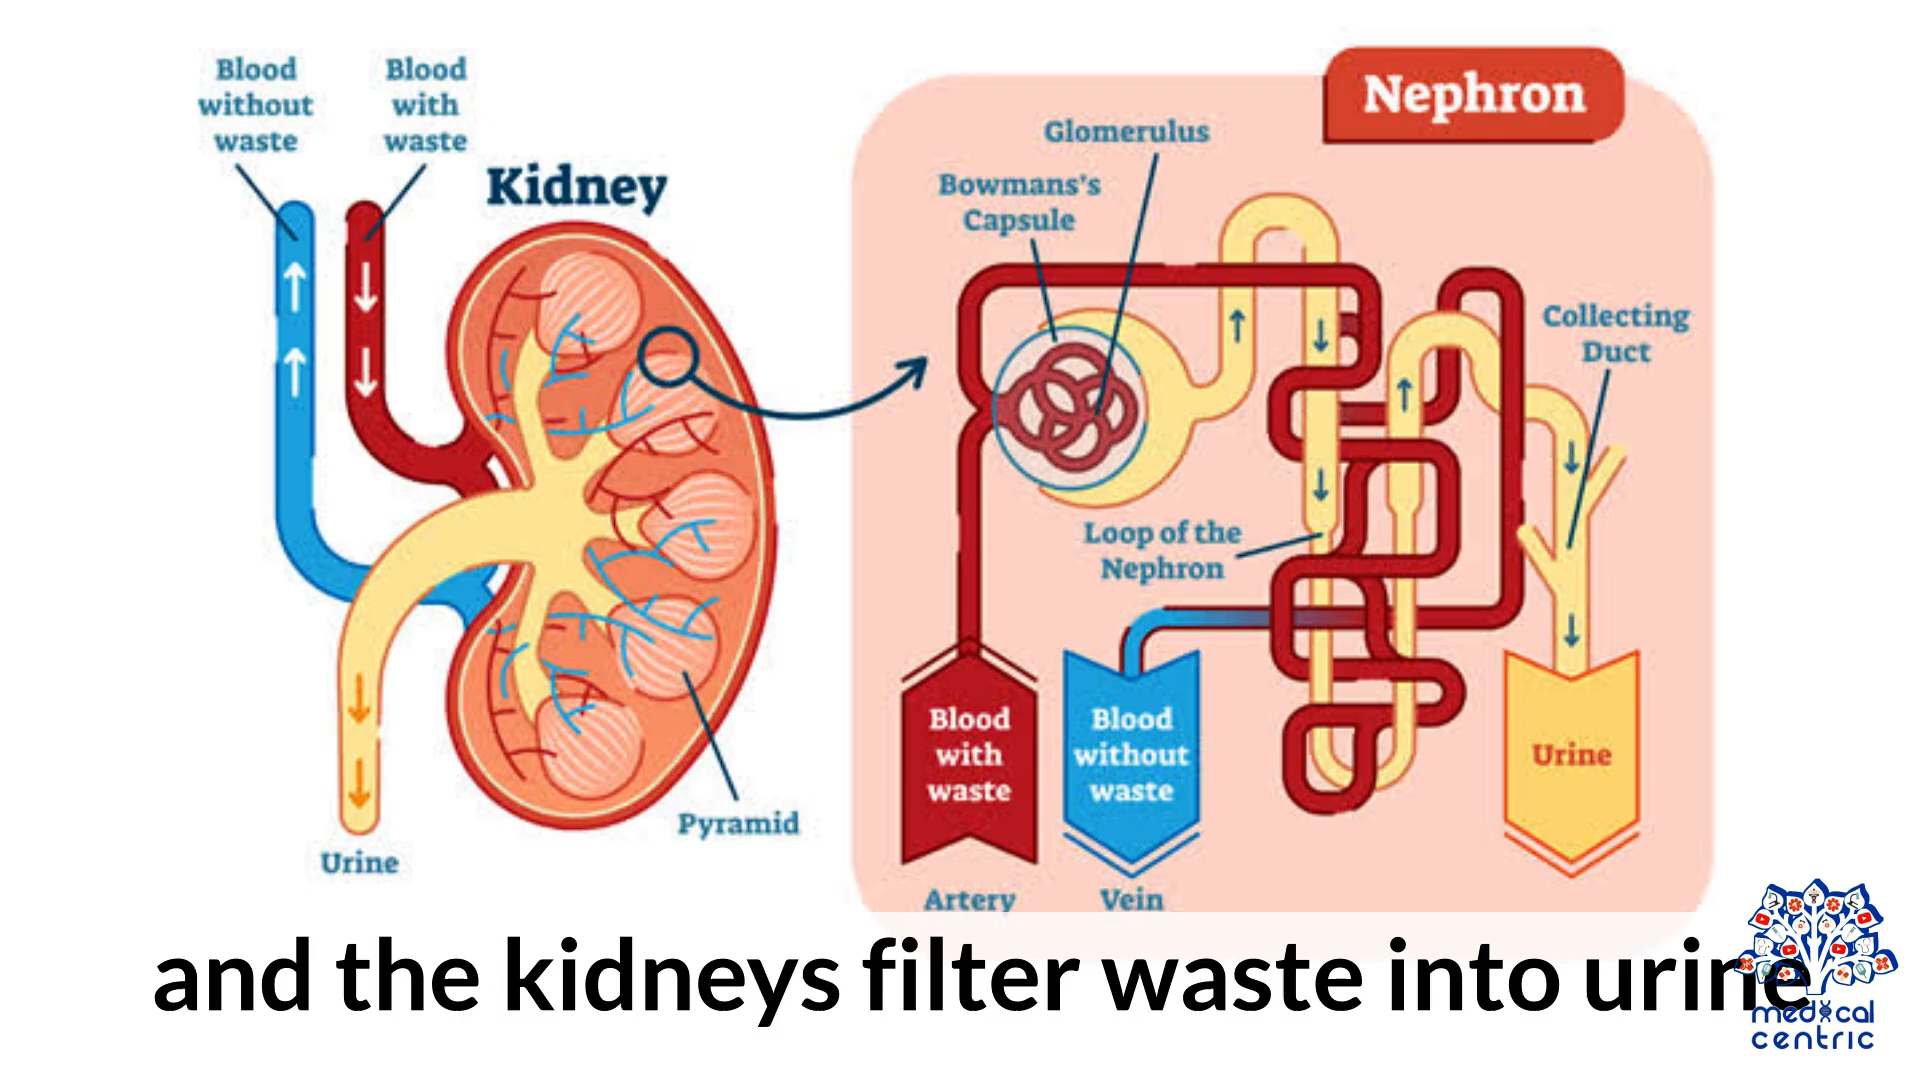 Blood
without
waste
Blood
with
waste
Kidney
Pyramid
Urine
Nephron
Glomerulus
Bowmans's
Capsule
Collecting
Duct
Loop of the
Nephron
Blood
with
waste
Blood
without
waste
Urine
Artery
Vein
and the kidneys filter waste into urine
medical
centric